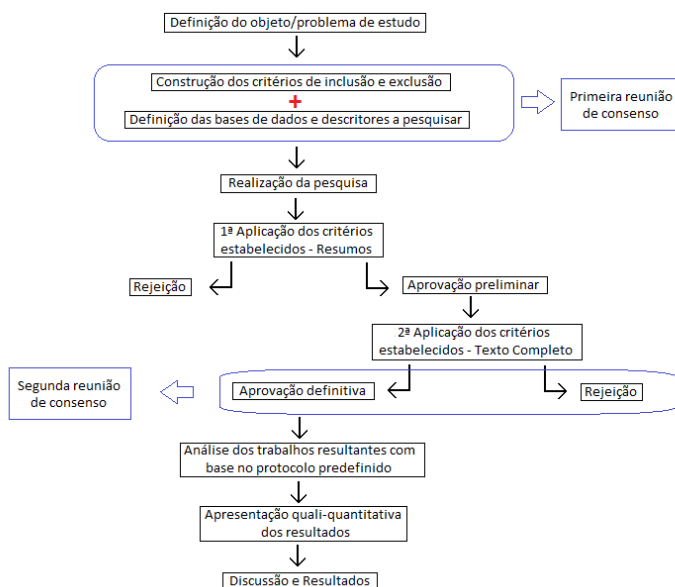 Definição do objeto/problema de estudo
Construção dos critérios de inclusão e exclusão
+
Definição das bases de dados e descritores a pesquisar
Primeira reunião
de consenso
Realização da pesquisa
1ª Aplicação dos critérios
estabelecidos - Resumos
Rejeição
Aprovação preliminar
2ª Aplicação dos critérios
estabelecidos - Texto Completo
Segunda reunião
de consenso
Aprovação definitiva
Rejeição
Análise dos trabalhos resultantes com
base no protocolo predefinido
Apresentação quali-quantitativa
dos resultados
Discussão e Resultados